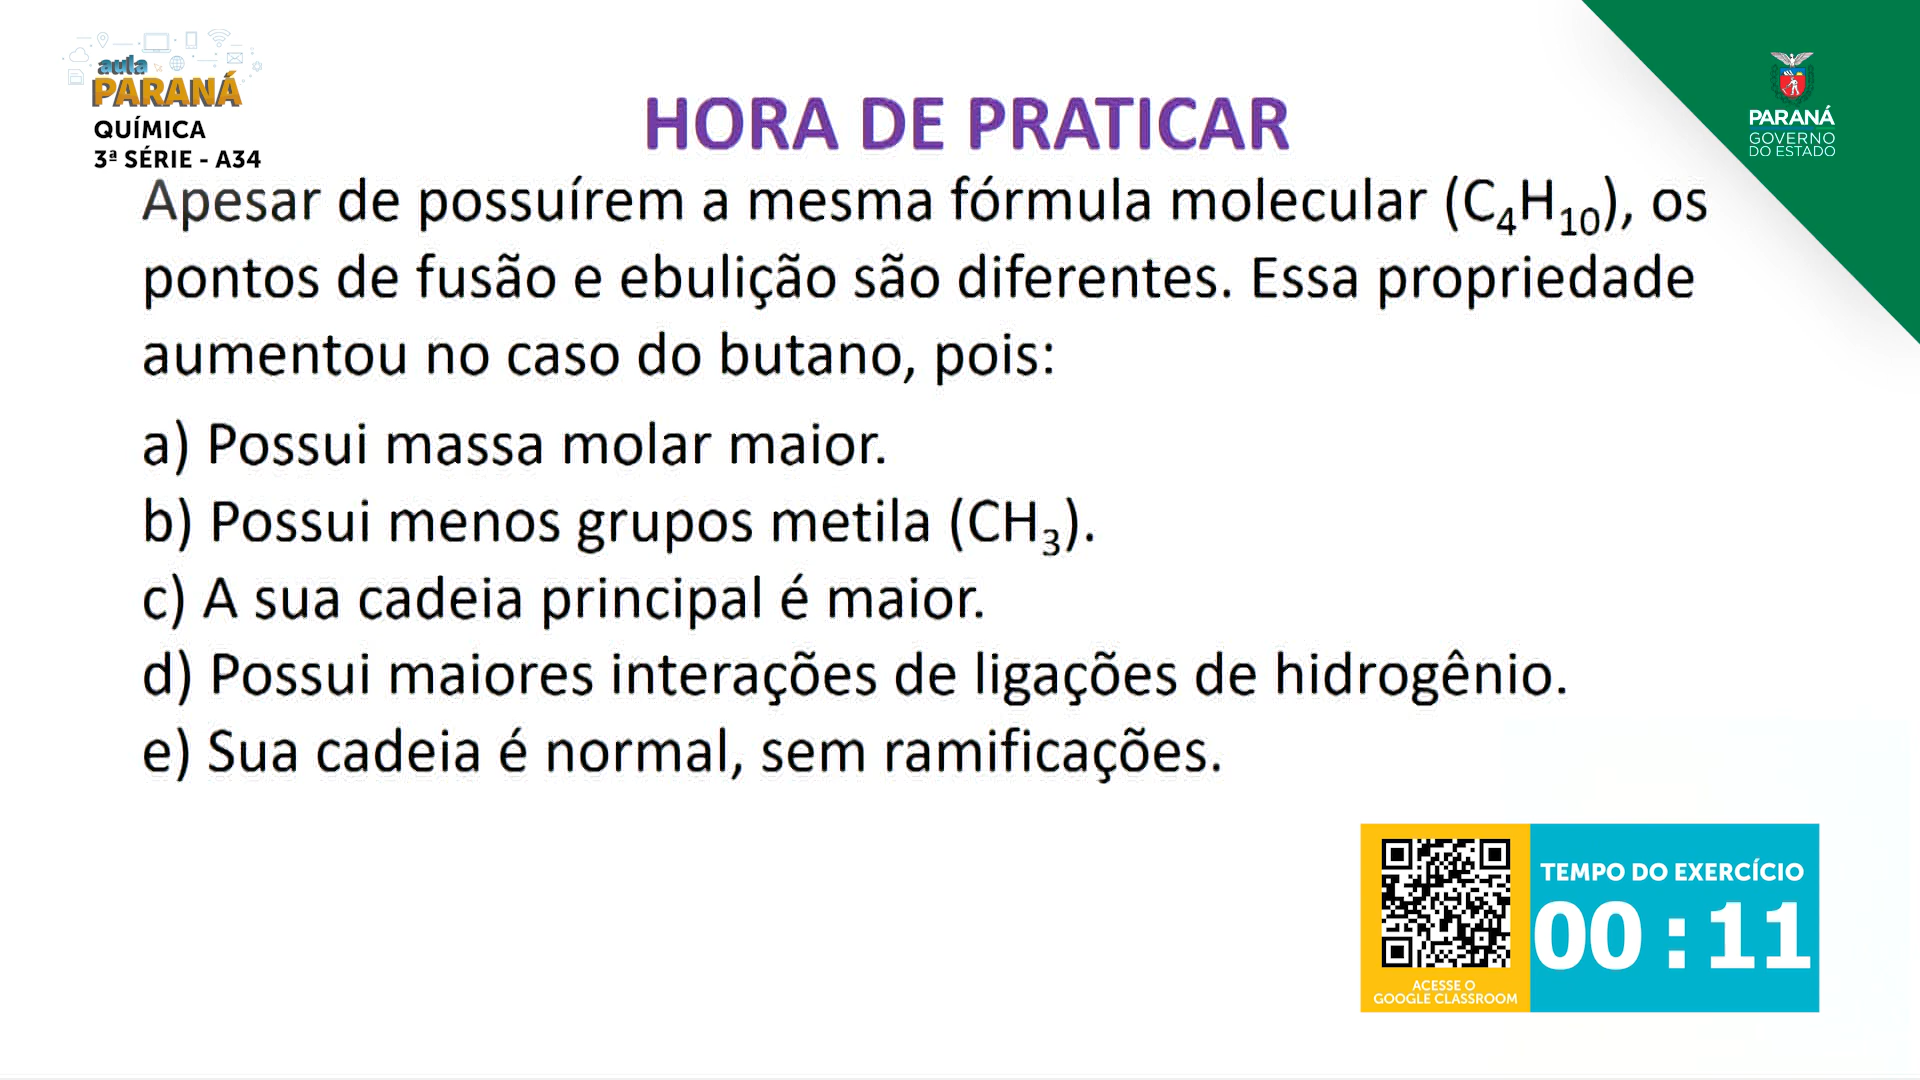 aula
PARANÁ
QUÍMICA
3ª SÉRIE - A34
HORA DE PRATICAR
PARANÁ
GOVERNO
DO ESTADO
Apesar de possuírem a mesma fórmula molecular (C₄H₁₀), os
pontos de fusão e ebulição são diferentes. Essa propriedade
aumentou no caso do butano, pois:
a) Possui massa molar maior.
b) Possui menos grupos metila (CH₃).
c) A sua cadeia principal é maior.
d) Possui maiores interações de ligações de hidrogênio.
e) Sua cadeia é normal, sem ramificações.
ACESSE O
GOOGLE CLASSROOM
TEMPO DO EXERCÍCIO
00:11